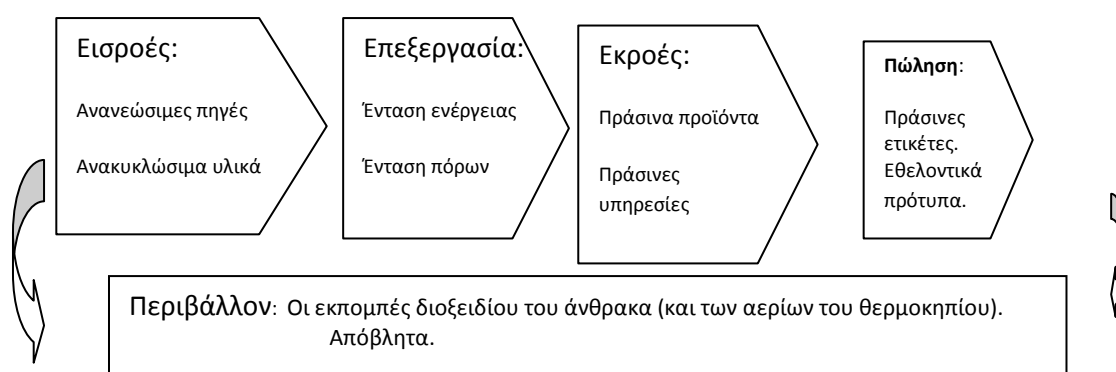 Εισροές:
Ανανεώσιμες πηγές
Ανακυκλώσιμα υλικά
Επεξεργασία:
Ένταση ενέργειας
Ένταση πόρων
Εκροές:
Πράσινα προϊόντα
Πράσινες
υπηρεσίες
Πώληση:
Πράσινες
ετικέτες.
Εθελοντικά
πρότυπα.
Περιβάλλον: Οι εκπομπές διοξειδίου του άνθρακα (και των αερίων του θερμοκηπίου).
Απόβλητα.